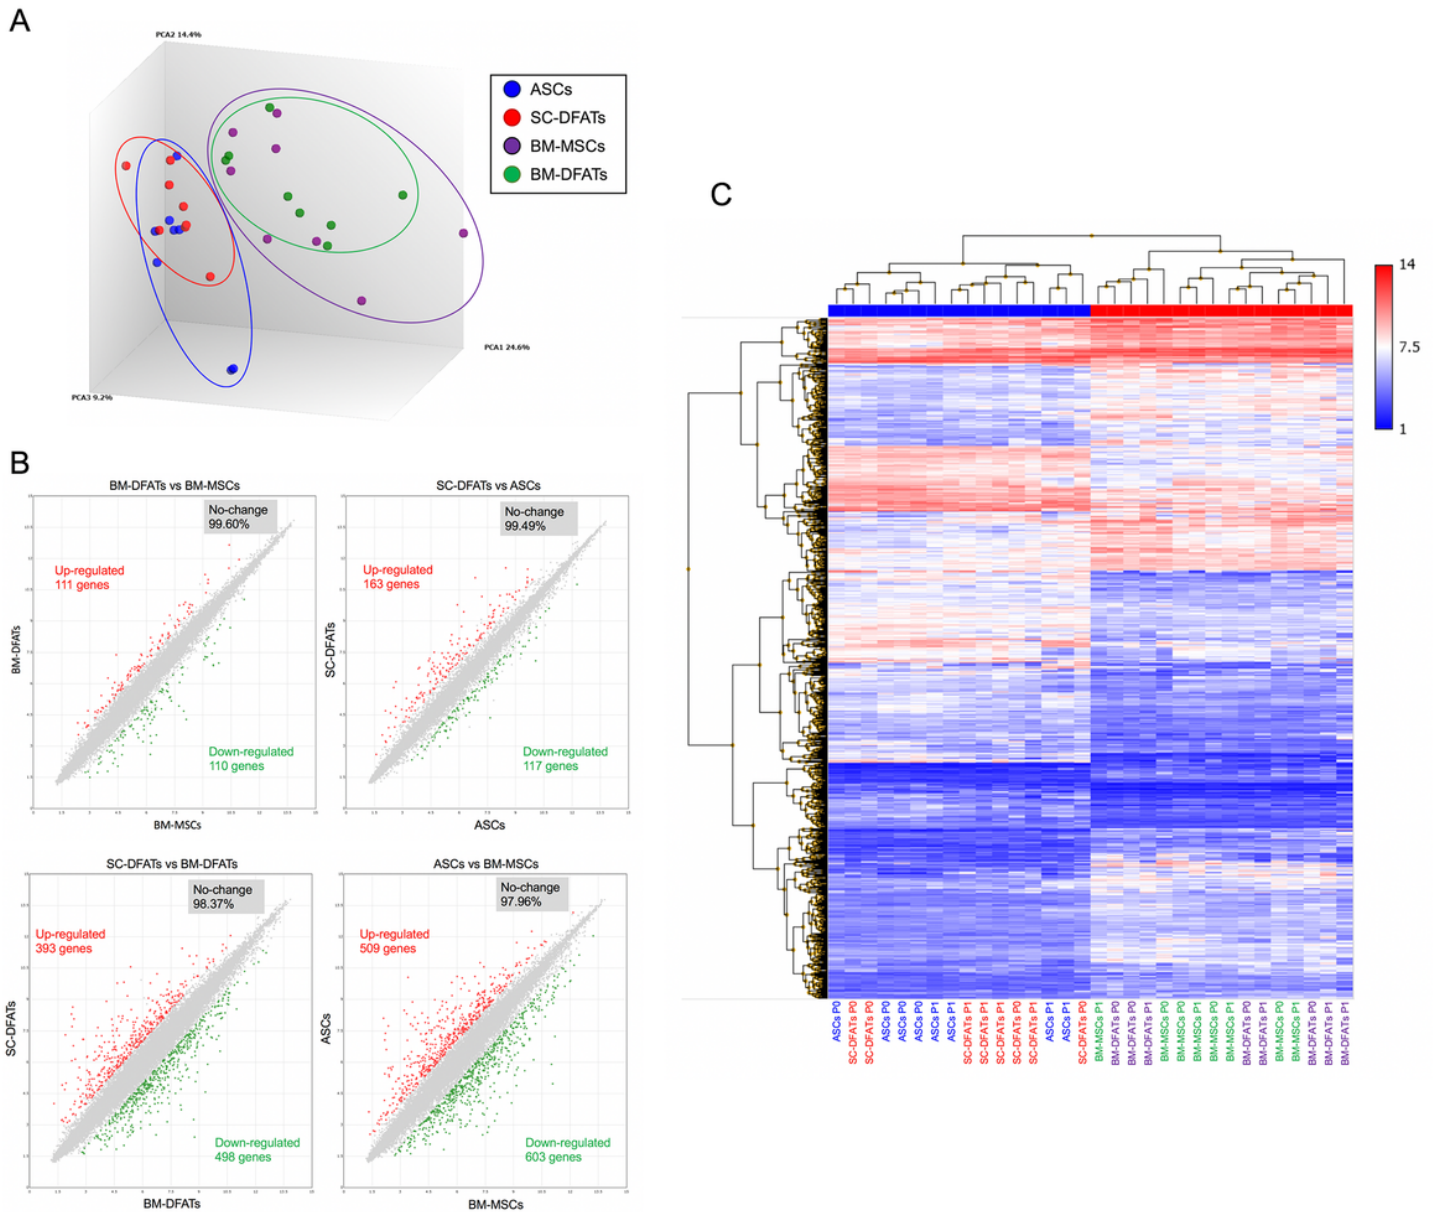 A
PCA2 14.4%
ASCs
SC-DFATs
BM-MSCs
BM-DFATs
PCA1 24.6%
PCA3 9.2%
B
BM-DFATs vs BM-MSCs
No-change
99.60%
Up-regulated
111 genes
Down-regulated
110 genes
BM-DFATs
BM-MSCs
SC-DFATs vs ASCs
No-change
99.49%
Up-regulated
163 genes
Down-regulated
117 genes
SC-DFATs
ASCs
SC-DFATs vs BM-DFATs
No-change
98.37%
Up-regulated
393 genes
Down-regulated
498 genes
SC-DFATs
BM-DFATs
ASCs vs BM-MSCs
No-change
97.96%
Up-regulated
509 genes
Down-regulated
603 genes
ASCs
BM-MSCs
C
14
7.5
1
ASCs P0
SC-DFATs P0
SC-DFATs P0
ASCs P0
ASCs P0
ASCs P0
ASCs P1
ASCs P1
SC-DFATs P1
SC-DFATs P1
SC-DFATs P1
SC-DFATs P0
SC-DFATs P1
ASCs P1
ASCs P1
SC-DFATs P0
BM-MSCs P1
BM-DFATs P0
BM-DFATs P0
BM-DFATs P1
BM-MSCs P0
BM-MSCs P0
BM-MSCs P1
BM-MSCs P0
BM-MSCs P1
BM-DFATs P0
BM-DFATs P1
BM-MSCs P0
BM-MSCs P1
BM-DFATs P0
BM-DFATs P1
BM-DFATs P1